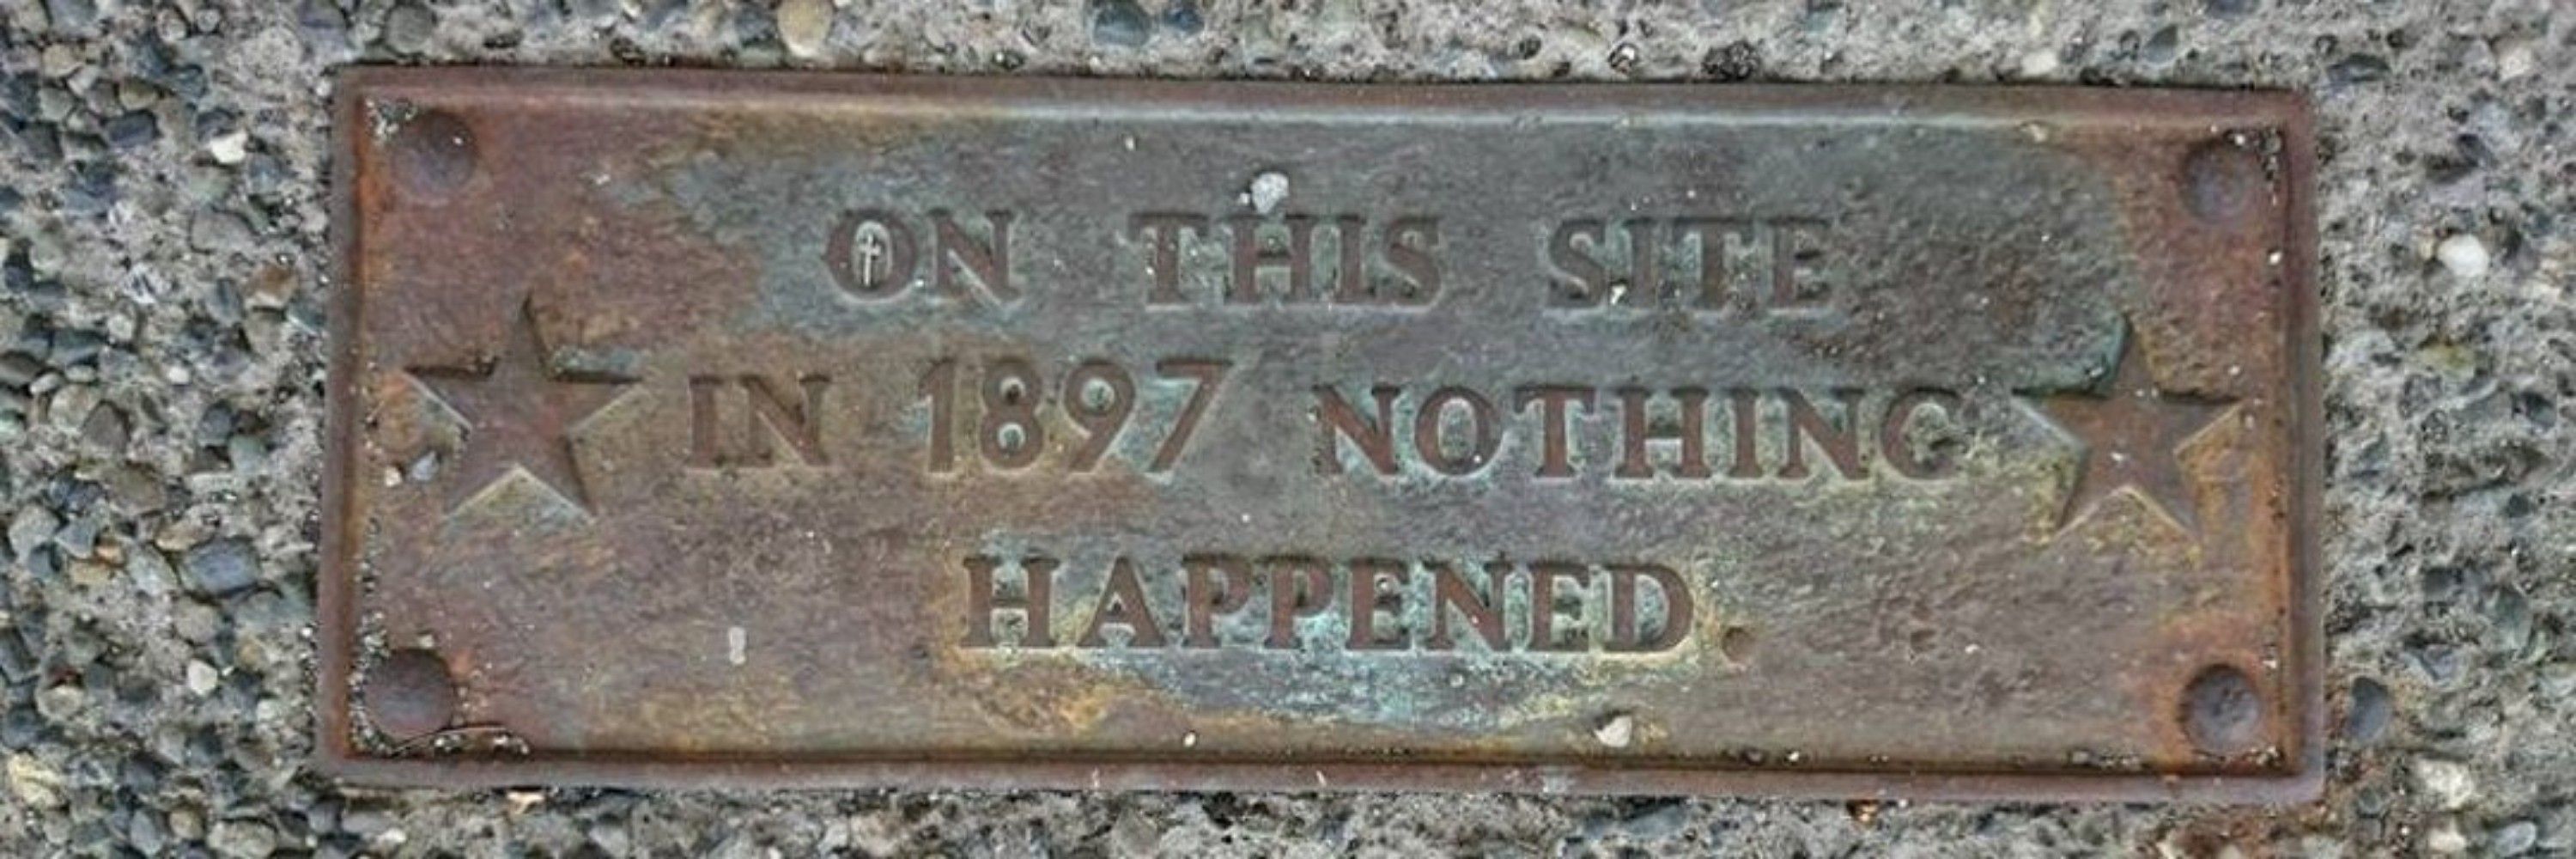 ON THIS SITE
IN 1897 NOTHING
HAPPENED.